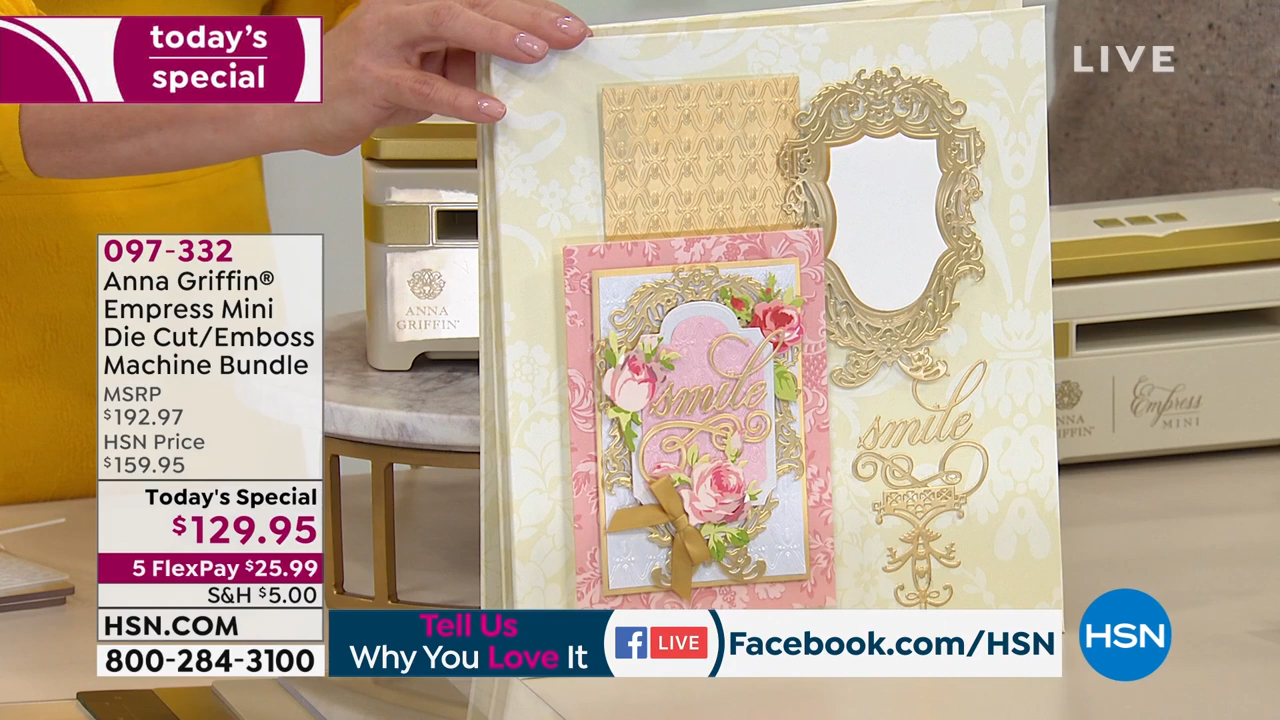 today's
special
LIVE
097-332
Anna Griffin®
Empress Mini
Die Cut/Emboss
Machine Bundle
MSRP
$192.97
HSN Price
$159.95
Today's Special
$129.95
5 FlexPay $25.99
S&H $5.00
HSN.COM
800-284-3100
ANNA
GRIFFIN
smile
smile
Empress
MINI
Tell Us
Why You Love It
LIVE
Facebook.com/HSN
HSN